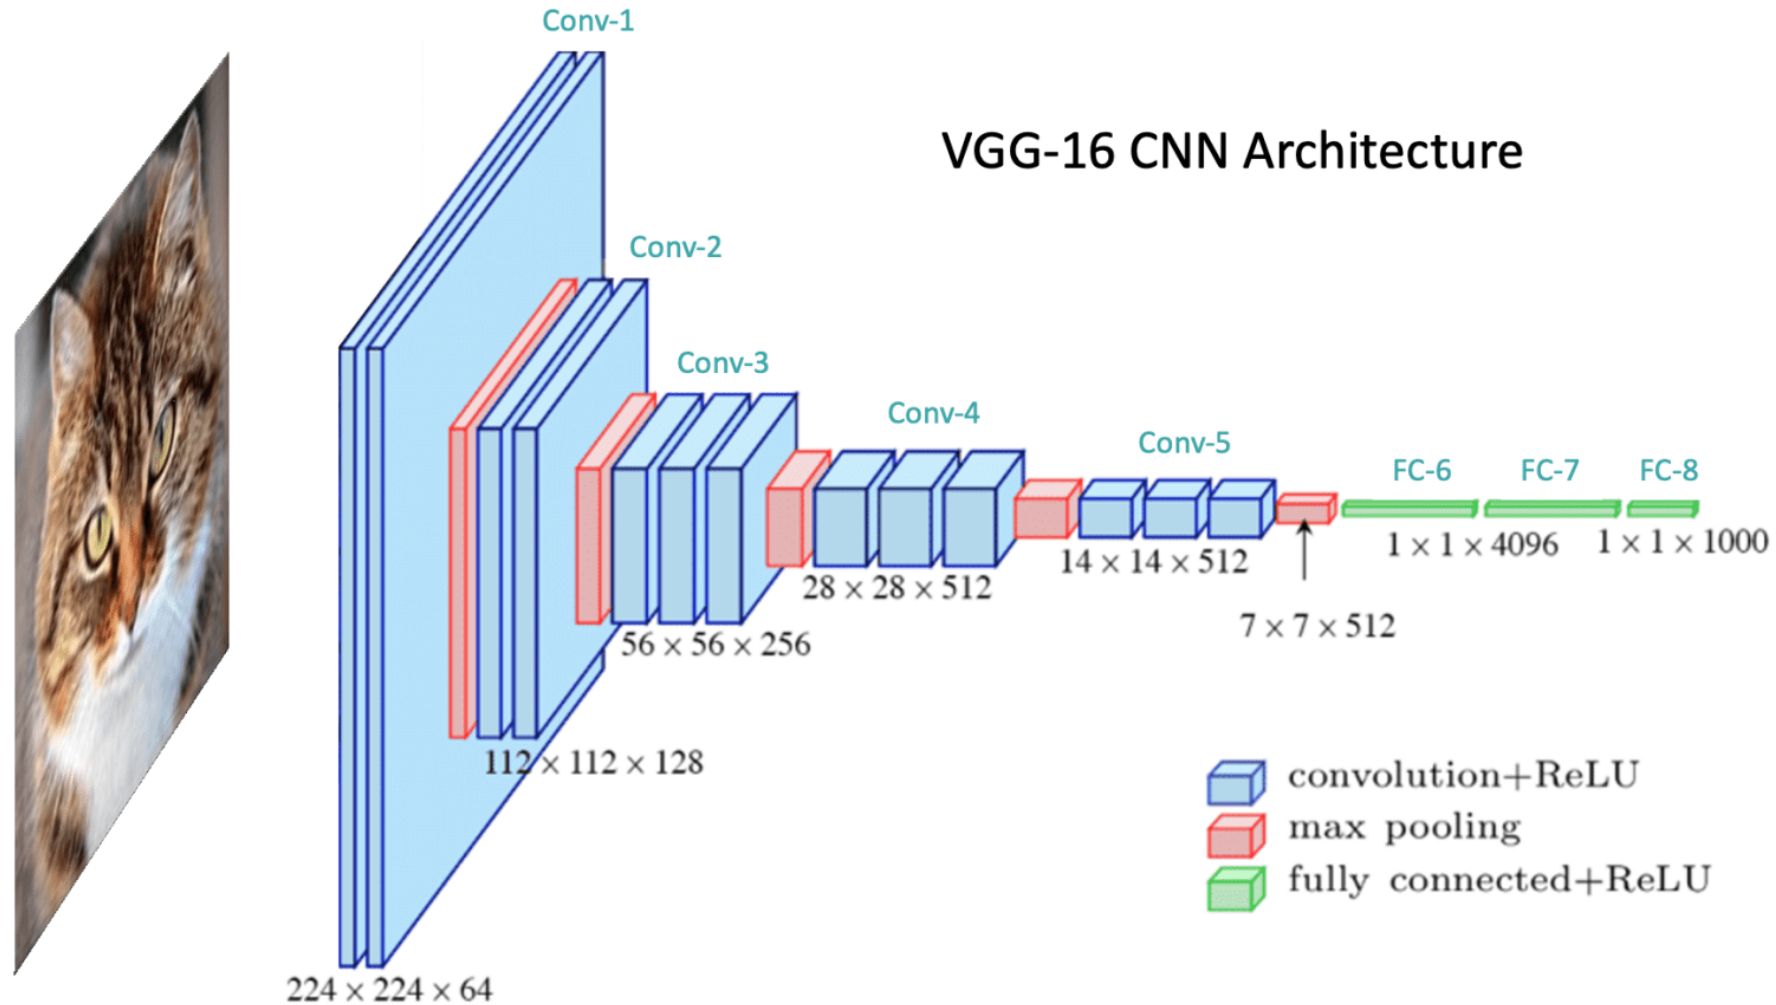 Conv-1
VGG-16 CNN Architecture
Conv-2
Conv-3
Conv-4
Conv-5
FC-6
FC-7
FC-8
1 × 1 × 4096
1 × 1 × 1000
14 × 14 × 512
28 × 28 × 512
7 × 7 × 512
56 × 56 × 256
112 × 112 × 128
224 × 224 × 64
convolution+ReLU
max pooling
fully connected+ReLU